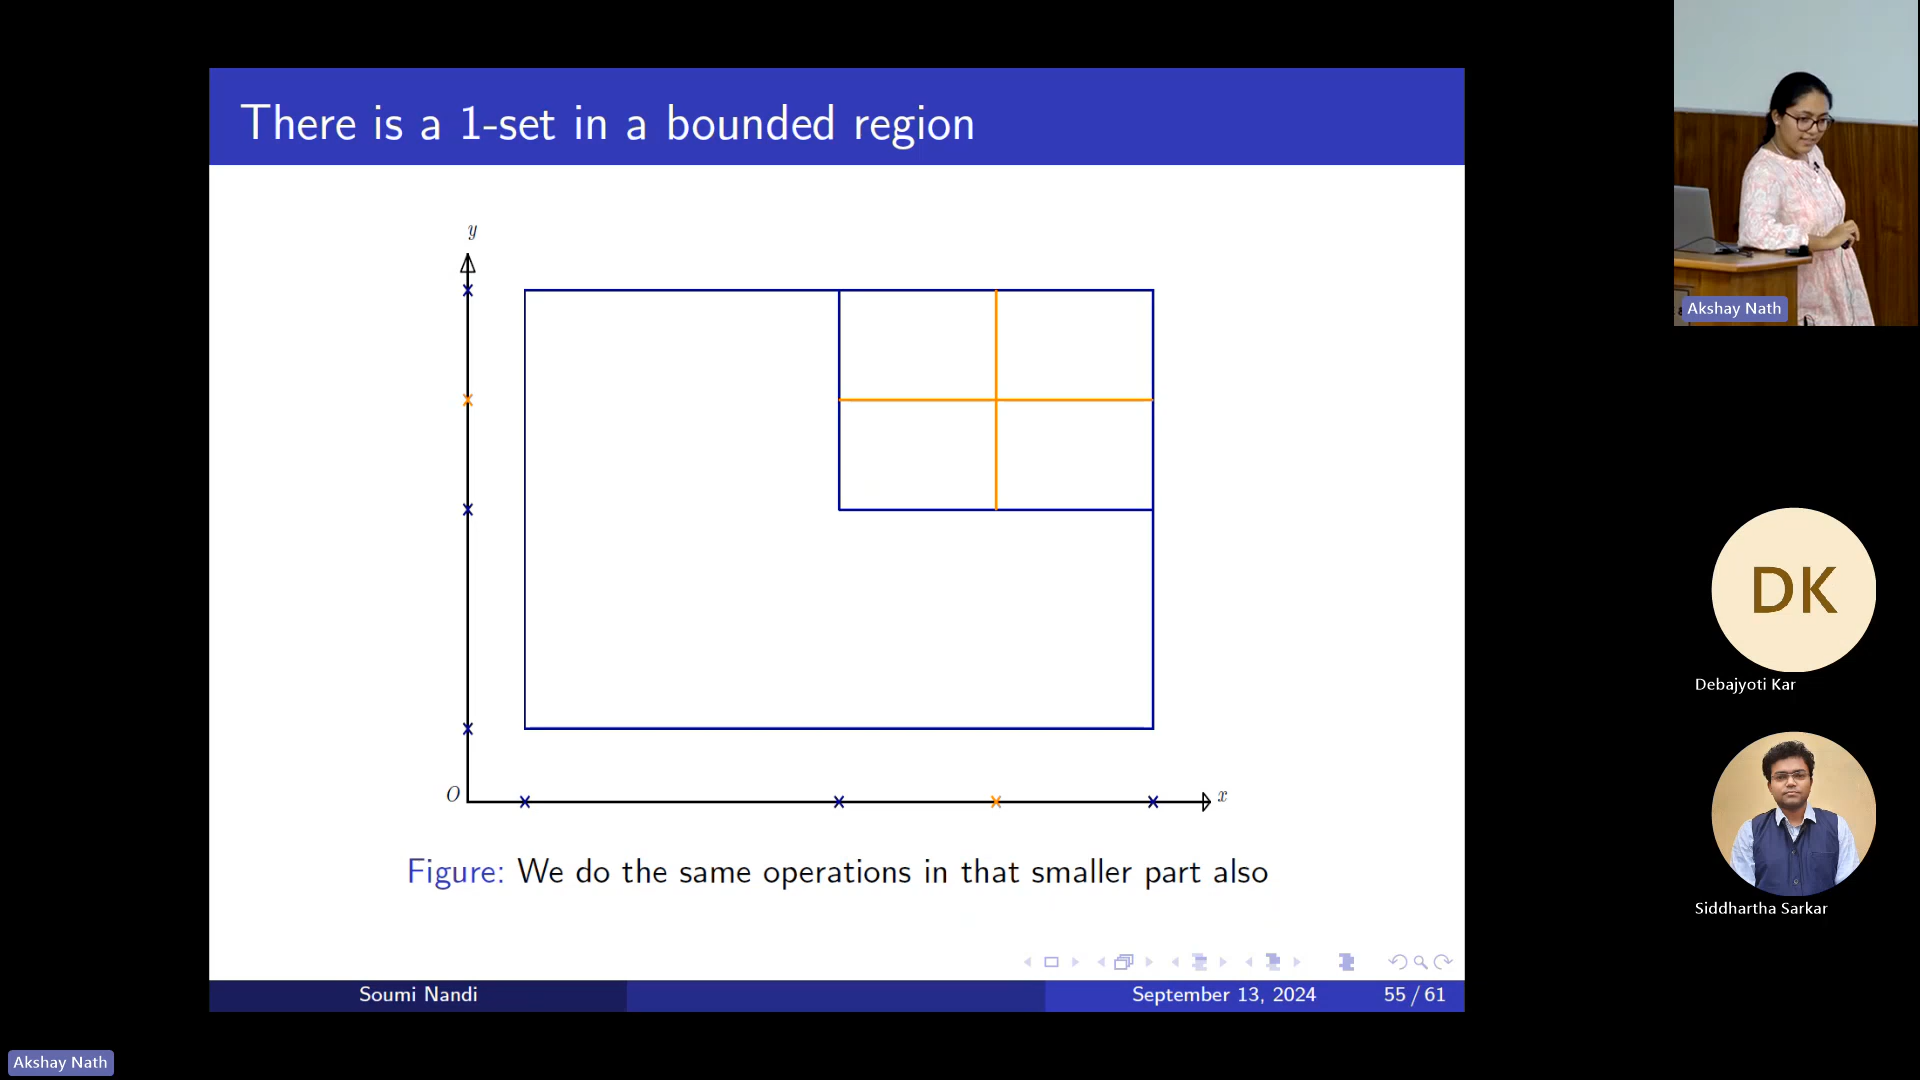 There is a 1-set in a bounded region
y
O
x
Figure: We do the same operations in that smaller part also
Soumi Nandi
September 13, 2024
55 / 61
Akshay Nath
DK
Debajyoti Kar
Siddhartha Sarkar
Akshay Nath